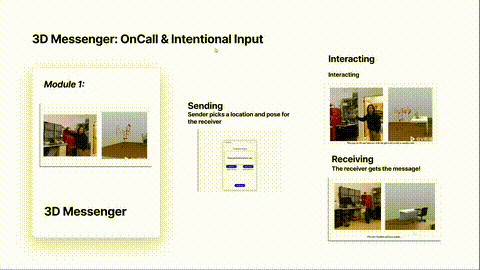 3D Messenger: OnCall & Intentional Input
Module 1:
3D Messenger
Sending
Sender picks a location and pose for
the receiver
Interacting
Interacting
Receiving
The receiver gets the message!